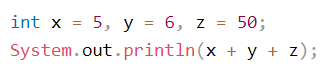 int x = 5, y = 6, z = 50;
System.out.println(x + y + z);